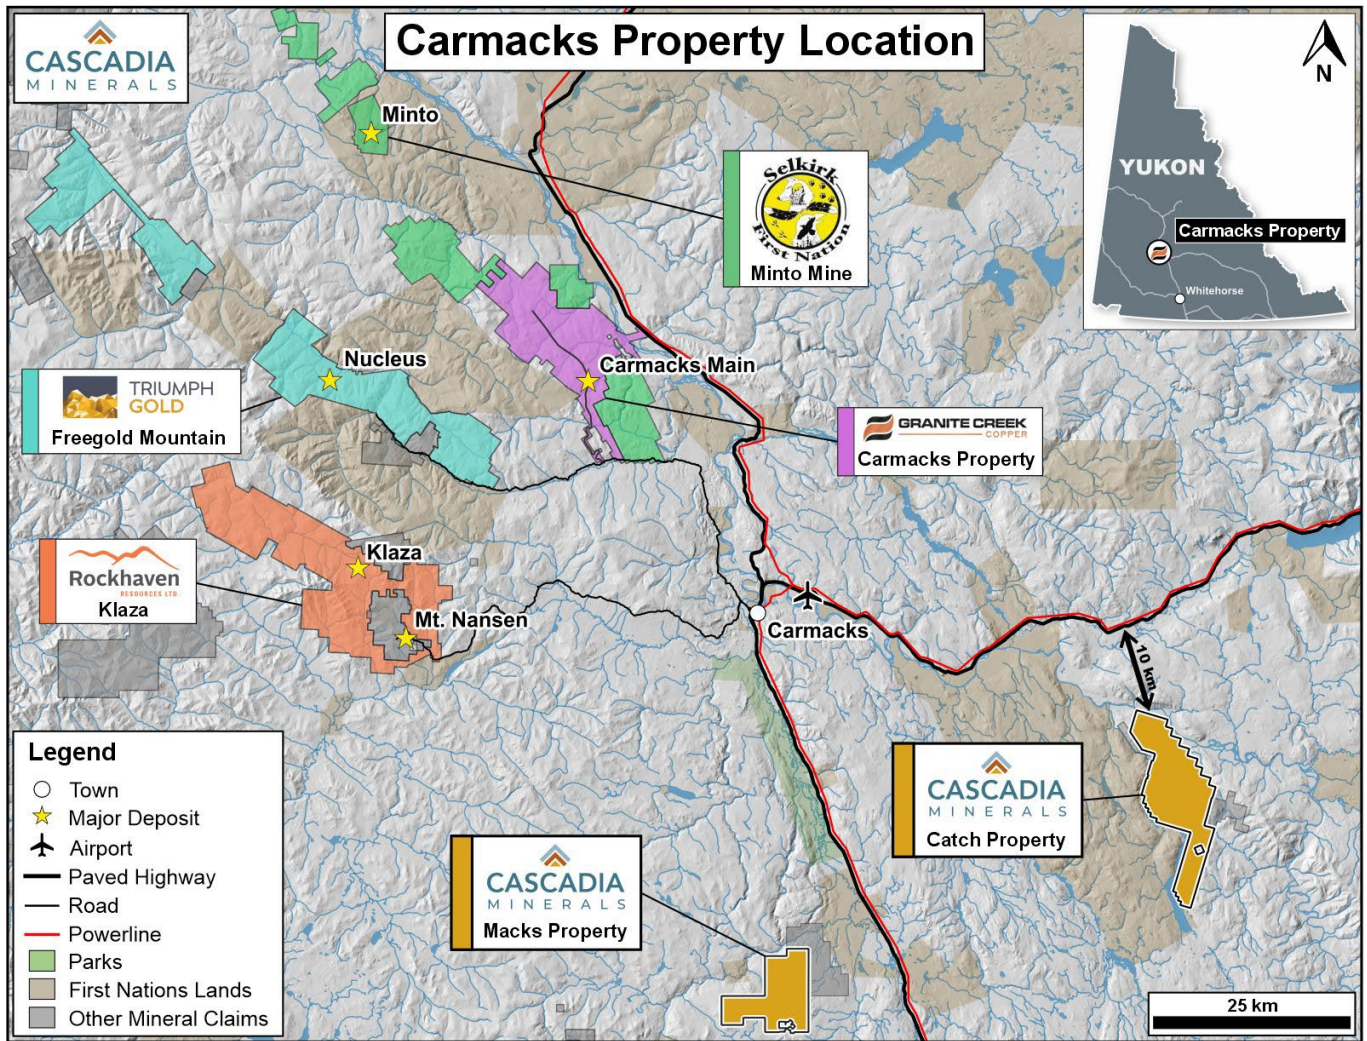 CASCADIA
MINERALS
Carmacks Property Location
N
YUKON
Carmacks Property
Whitehorse
Minto
Selkirk
First Nation
Minto Mine
Nucleus
Carmacks Main
TRIUMPH
GOLD
Freegold Mountain
GRANITE CREEK
COPPER
Carmacks Property
Klaza
Rockhaven
RESOURCES LTD.
Klaza
Mt. Nansen
Carmacks
10 km
Legend
Town
Major Deposit
Airport
Paved Highway
Road
Powerline
Parks
First Nations Lands
Other Mineral Claims
CASCADIA
MINERALS
Catch Property
CASCADIA
MINERALS
Macks Property
25 km